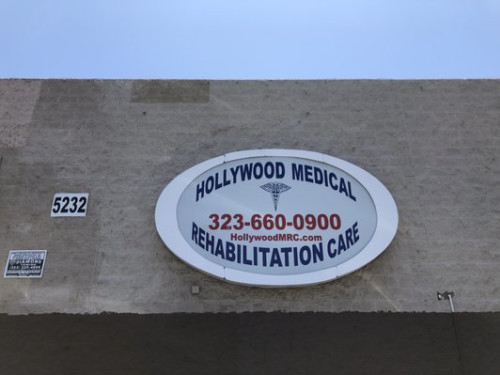 HOLLYWOOD MEDICAL
323-660-0900
HollywoodMRC.com
REHABILITATION CARE
5232